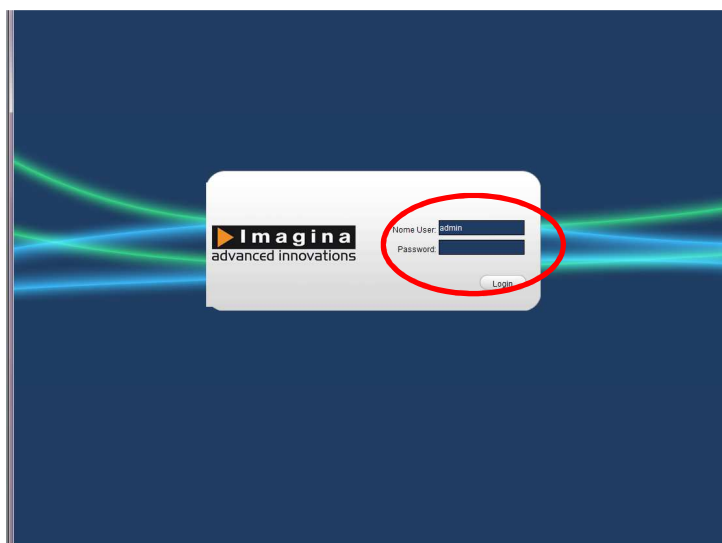 Imagina
advanced innovations
Nome User: admin
Password:
Login